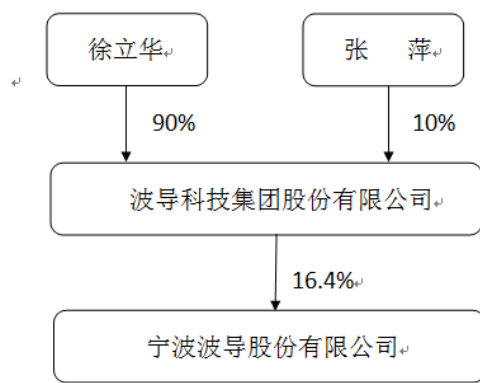 徐立华
张 萍
90%
10%
波导科技集团股份有限公司
16.4%
宁波波导股份有限公司